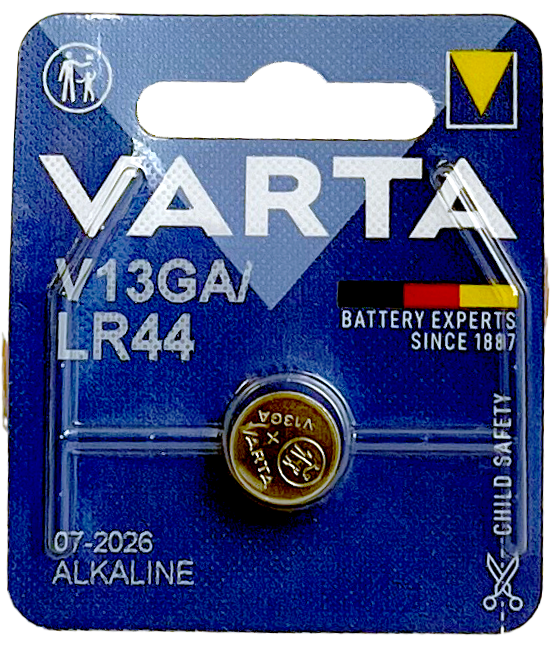 VARTA
V13GA/
LR44
BATTERY EXPERTS
SINCE 1887
V13GA
VARTA
CHILD SAFETY
07-2026
ALKALINE